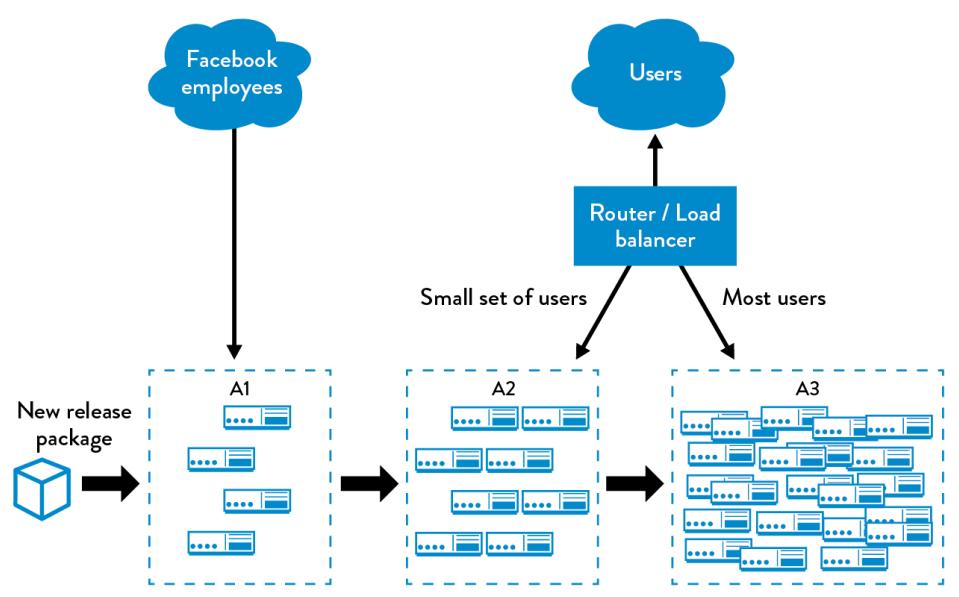 Facebook
employees
Users
Router / Load
balancer
Small set of users
Most users
A1
A2
A3
New release
package